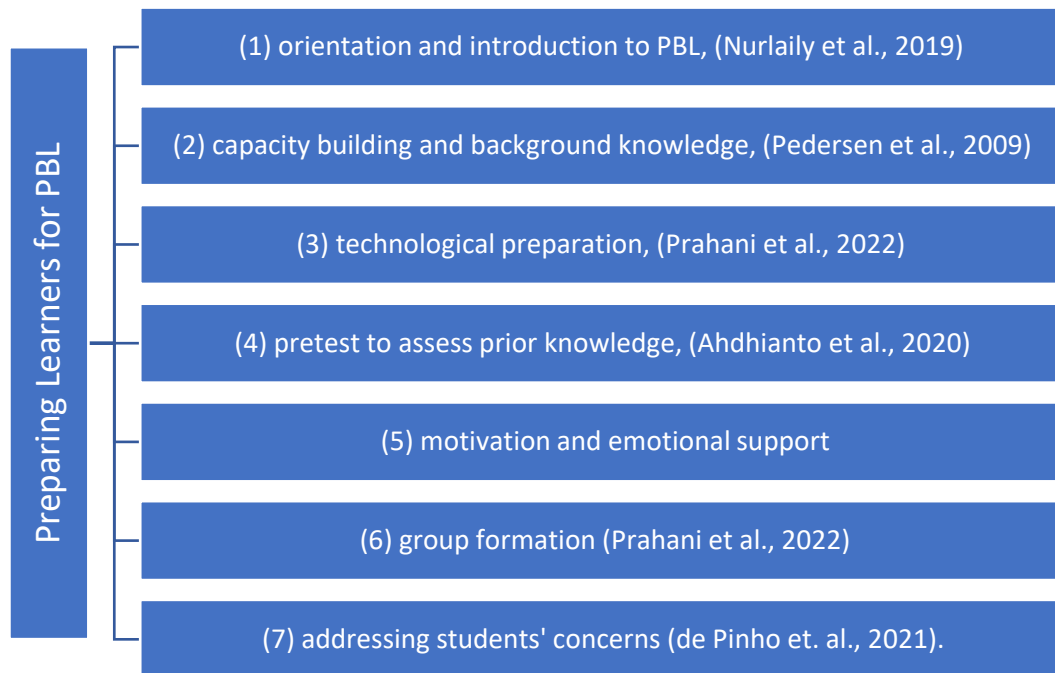 Preparing Learners for PBL
(1) orientation and introduction to PBL, (Nurlaily et al., 2019)
(2) capacity building and background knowledge, (Pedersen et al., 2009)
(3) technological preparation, (Prahani et al., 2022)
(4) pretest to assess prior knowledge, (Ahdhianto et al., 2020)
(5) motivation and emotional support
(6) group formation (Prahani et al., 2022)
(7) addressing students' concerns (de Pinho et. al., 2021).